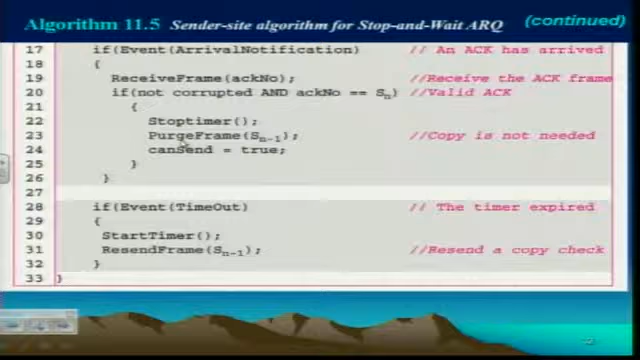 Algorithm 11.5 Sender-site algorithm for Stop-and-Wait ARQ (continued)
17 if(Event(ArrivalNotification) // An ACK has arrived
18 {
19 ReceiveFrame(ackNo); //Receive the ACK frame
20 if(not corrupted AND ackNo == Sn) //Valid ACK
21 {
22 Stoptimer();
23 PurgeFrame(Sn-1); //Copy is not needed
24 canSend = true;
25 }
26 }
27
28 if(Event(TimeOut) // The timer expired
29 {
30 StartTimer();
31 ResendFrame(Sn-1); //Resend a copy check
32 }
33 }